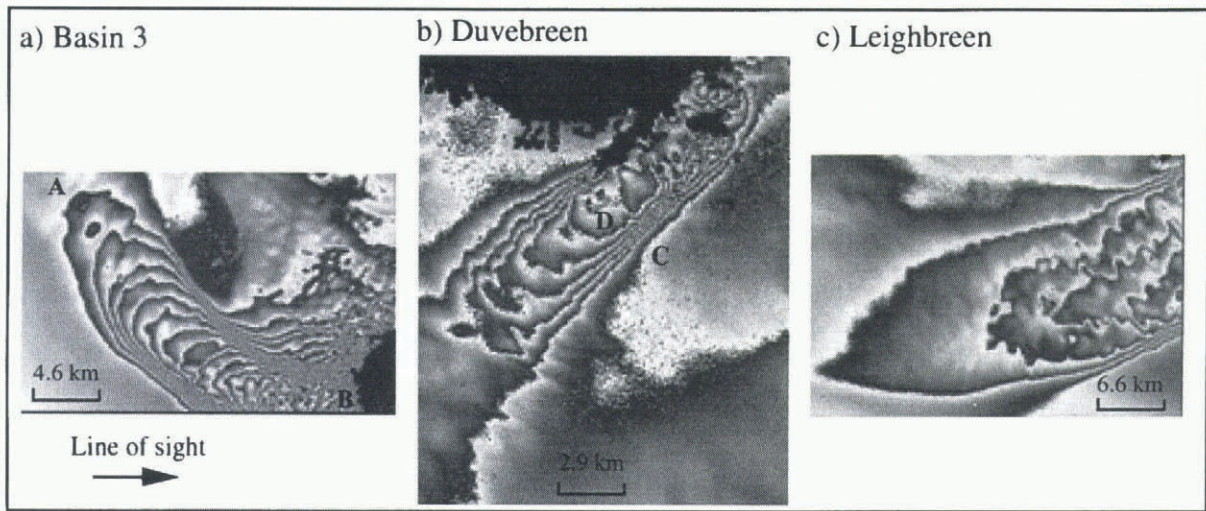 a) Basin 3
A
B
4.6 km
Line of sight
b) Duvebreen
D
C
2.9 km
c) Leighbreen
6.6 km